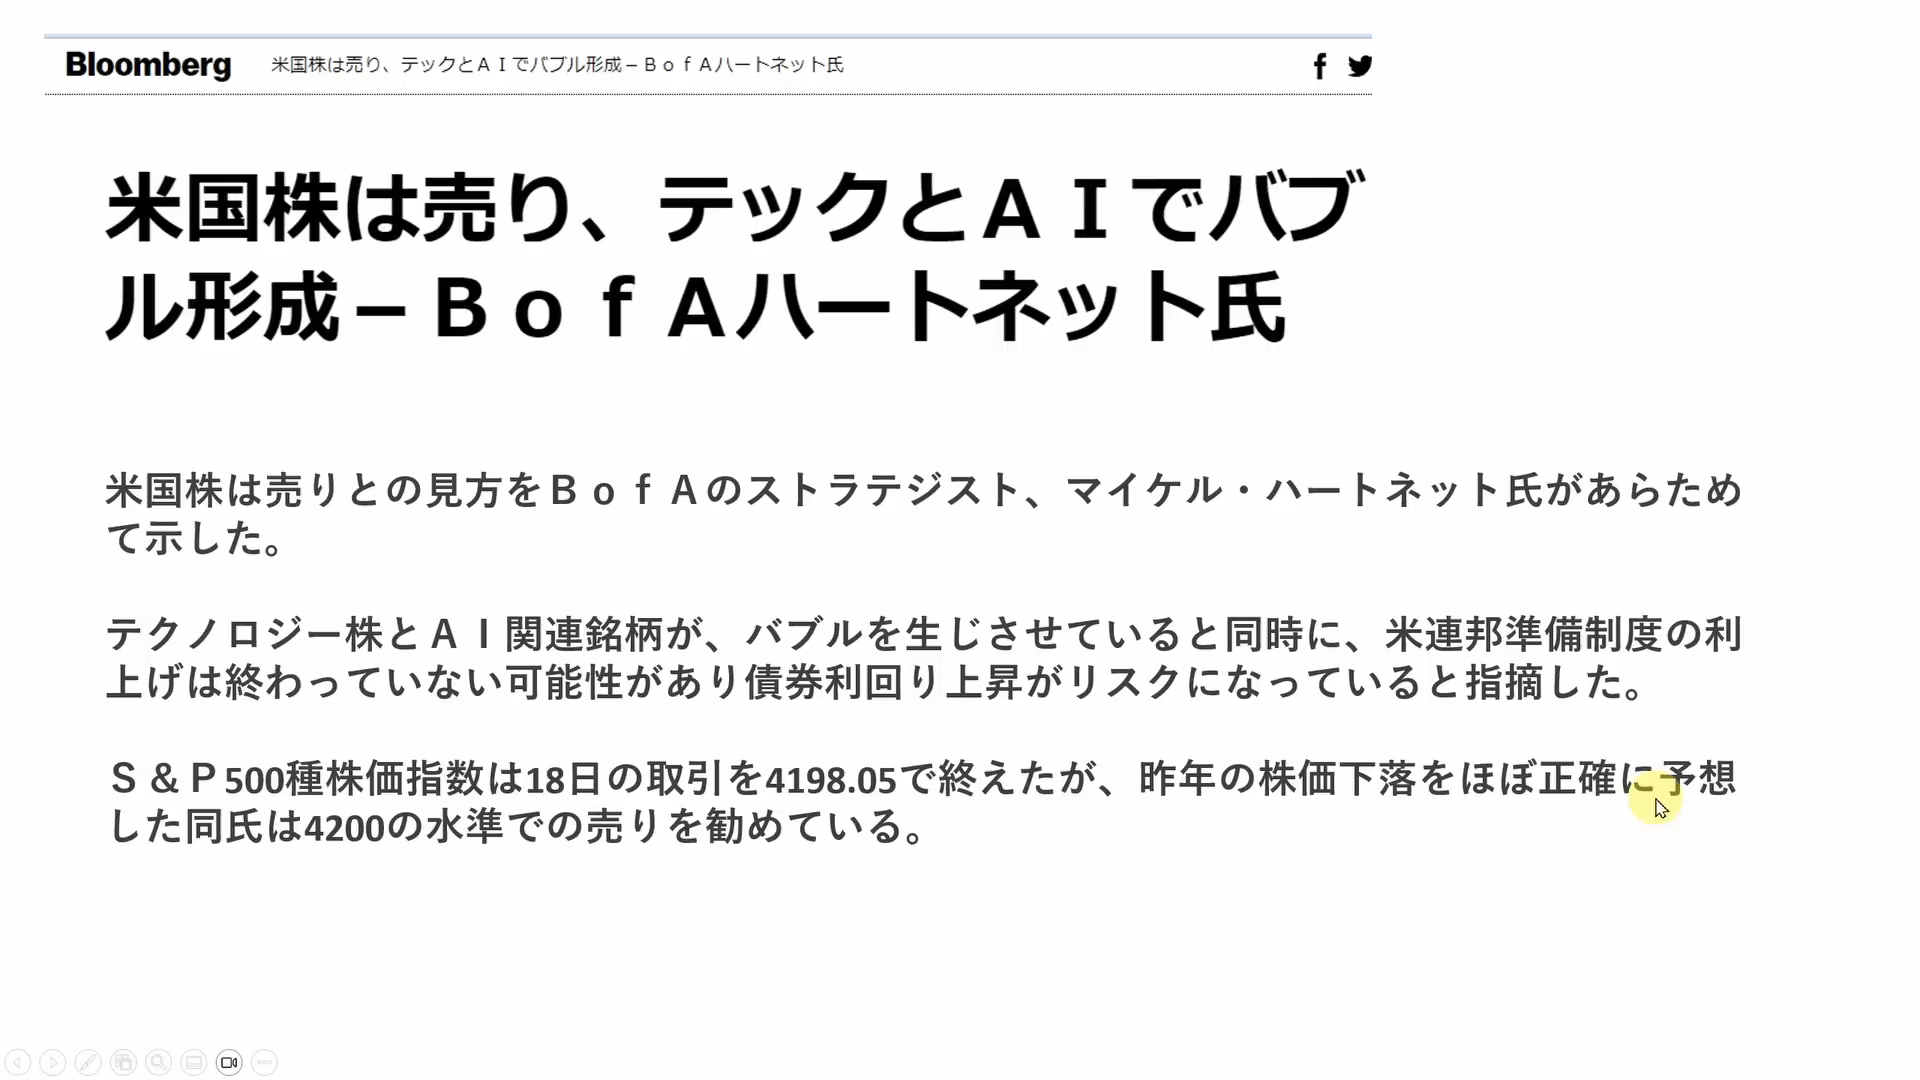 Bloomberg 米国株は売り、テックとＡＩでバブル形成－ＢｏｆＡハートネット氏
米国株は売り、テックとＡＩでバブ
ル形成－ＢｏｆＡハートネット氏
米国株は売りとの見方をＢｏｆＡのストラテジスト、マイケル・ハートネット氏があらため
て示した。
テクノロジー株とＡＩ関連銘柄が、バブルを生じさせていると同時に、米連邦準備制度の利
上げは終わっていない可能性があり債券利回り上昇がリスクになっていると指摘した。
Ｓ＆Ｐ500種株価指数は18日の取引を4198.05で終えたが、昨年の株価下落をほぼ正確に予想
した同氏は4200の水準での売りを勧めている。